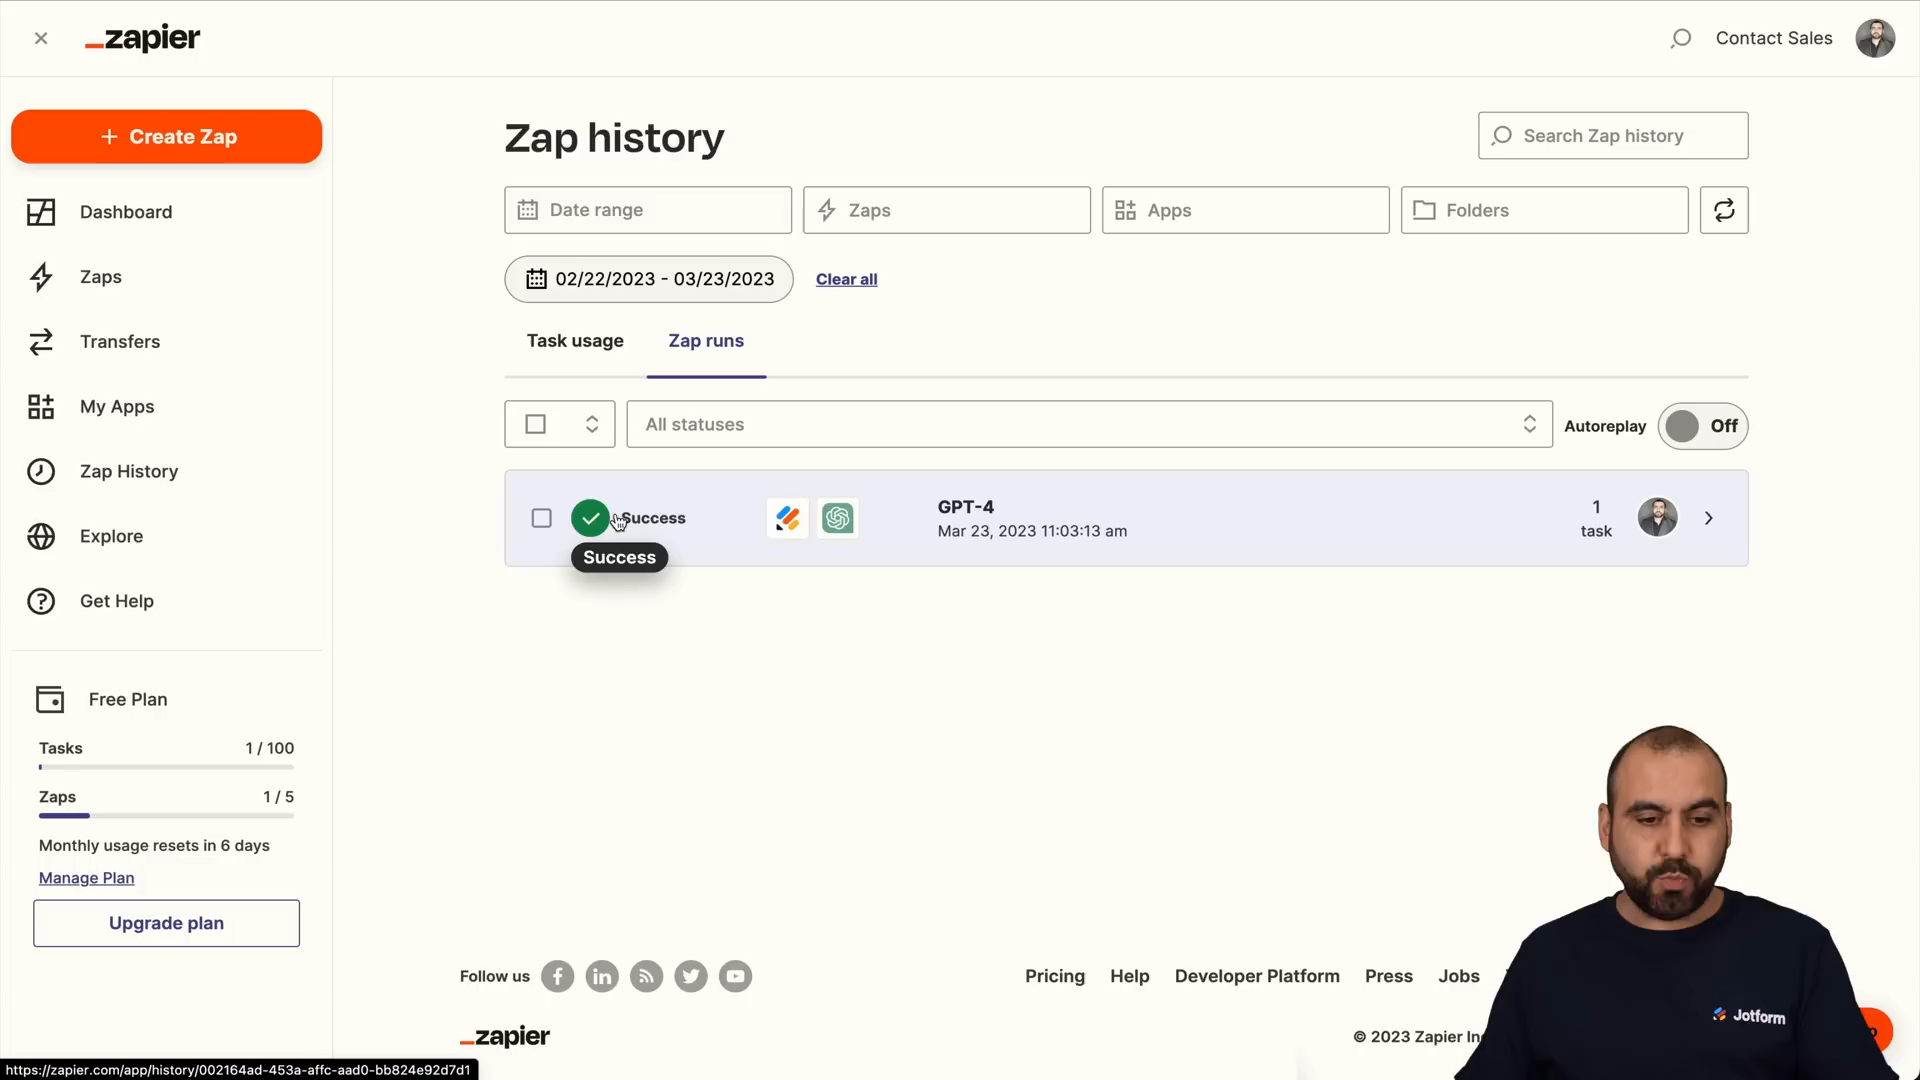 zapier
Contact Sales
+ Create Zap
Dashboard
Zaps
Transfers
My Apps
Zap History
Explore
Get Help
Free Plan
Tasks 1 / 100
Zaps 1 / 5
Monthly usage resets in 6 days
Manage Plan
Upgrade plan
Zap history
Search Zap history
Date range
Zaps
Apps
Folders
02/22/2023 - 03/23/2023
Clear all
Task usage
Zap runs
All statuses
Autoreplay
Off
Success
Success
GPT-4
Mar 23, 2023 11:03:13 am
1
task
Follow us
Pricing
Help
Developer Platform
Press
Jobs
zapier
© 2023 Zapier
Jotform
https://zapier.com/app/history/002164ad-453a-affc-aad0-bb824e92d7d1